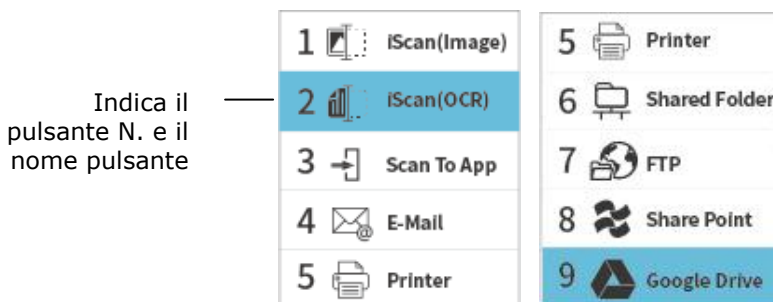 Indica il
pulsante N. e il
nome pulsante
1 iScan(Image)
2 iScan(OCR)
3 Scan To App
4 E-Mail
5 Printer
5 Printer
6 Shared Folder
7 FTP
8 Share Point
9 Google Drive